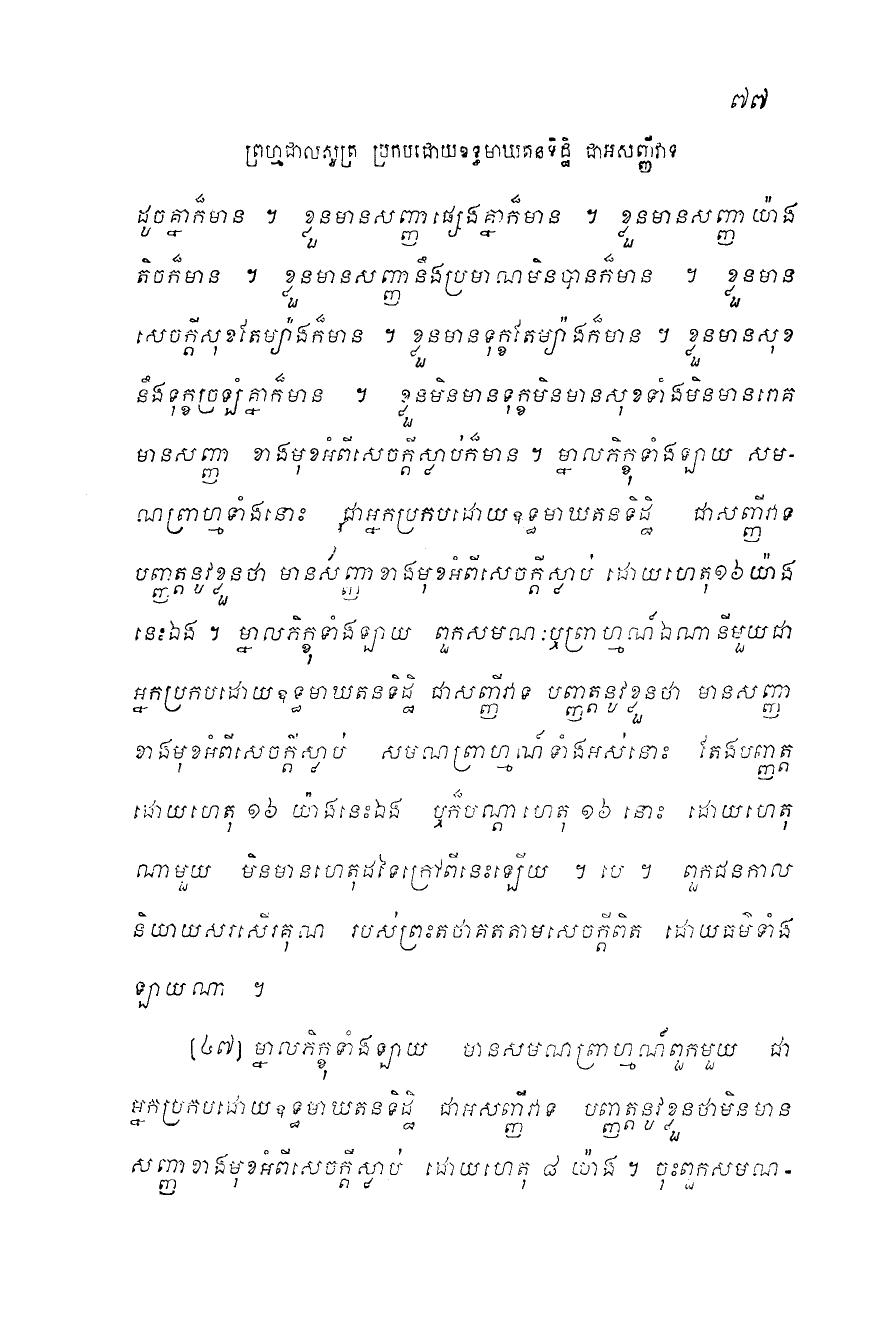 ៧៧
ព្រហ្មជាលសូត្រ ប្រកបដោយឧទ្ធមាឃតនទិដ្ឋិ ជាអសញ្ញីវាទ
ដូចគ្នាក៏មាន ។ ខ្លួនមានសញ្ញាផ្សេងគ្នាក៏មាន ។ ខ្លួនមានសញ្ញាយ៉ាង
តិចក៏មាន ។ ខ្លួនមានសញ្ញានឹងប្រមាណមិនបានក៏មាន ។ ខ្លួនមាន
សេចក្តីសុខតែម្យ៉ាងក៏មាន ។ ខ្លួនមានទុក្ខតែម្យ៉ាងក៏មាន ។ ខ្លួនមានសុខ
នឹងទុក្ខច្រឡំគ្នាក៏មាន ។ ខ្លួនមិនមានទុក្ខមិនមានសុខទាំងមិនមានរោគ
មានសញ្ញា ខាងមុខអំពីសេចក្តីស្លាប់ក៏មាន ។ ម្នាលភិក្ខុទាំងឡាយ សម-
ណព្រាហ្មទាំងនោះ ជាអ្នកប្រកបដោយឧទ្ធមាឃតនទិដ្ឋិ ជាសញ្ញីវាទ
បញ្ញត្តនូវខ្លួនថា មានសញ្ញាខាងមុខអំពីសេចក្តីស្លាប់ ដោយហេតុ១៦យ៉ាង
នេះឯង ។ ម្នាលភិក្ខុទាំងឡាយ ពួកសមណៈឬព្រាហ្មណ៍ឯណានីមួយជា
អ្នកប្រកបដោយឧទ្ធមាឃតនទិដ្ឋិ ជាសញ្ញីវាទ បញ្ញត្តនូវខ្លួនថា មានសញ្ញា
ខាងមុខអំពីសេចក្តីស្លាប់ សមណព្រាហ្មណ៍ទាំងអស់នោះ តែងបញ្ញត្ត
ដោយហេតុ ១៦ យ៉ាងនេះឯង ឬក៏បណ្តាហេតុ ១៦ នោះ ដោយហេតុ
ណាមួយ មិនមានហេតុដទៃក្រៅពីនេះឡើយ ។ បេ ។ ពួកជនកាល
និយាយសរសើរគុណ របស់ព្រះតថាគតតាមសេចក្តីពិត ដោយធម៌ទាំង
ឡាយណា ។
(៤៧) ម្នាលភិក្ខុទាំងឡាយ មានសមណព្រាហ្មណ៍ពួកមួយ ជា
អ្នកប្រកបដោយឧទ្ធមាឃតនទិដ្ឋិ ជាអសញ្ញីវាទ បញ្ញត្តនូវខ្លួនថាមិនមាន
សញ្ញាខាងមុខអំពីសេចក្តីស្លាប់ ដោយហេតុ ៨ យ៉ាង ។ ចុះពួកសមណ-